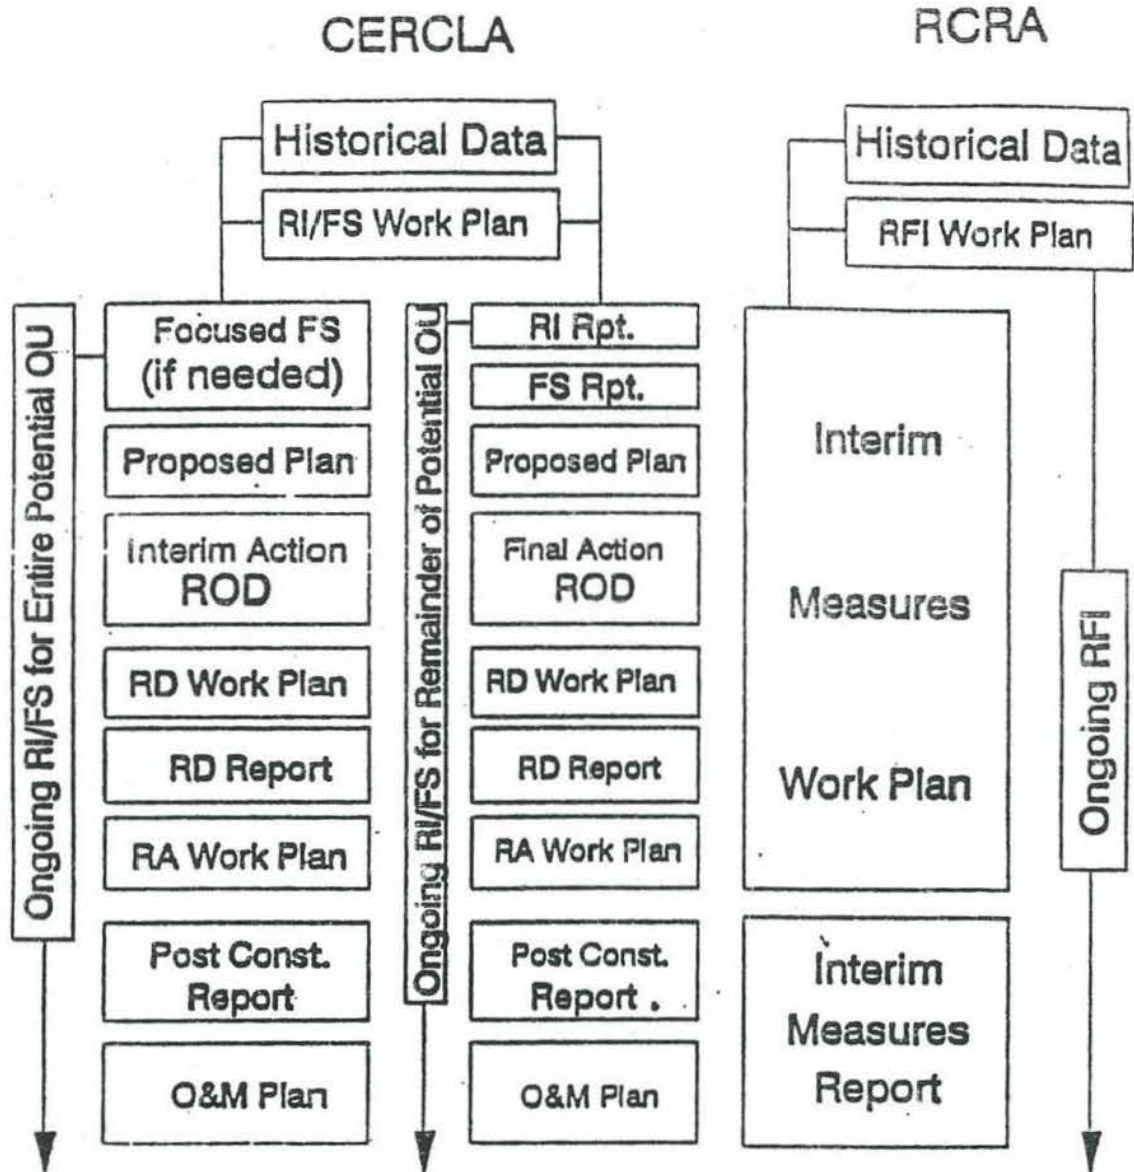 CERCLA
RCRA
Historical Data
RI/FS Work Plan
Ongoing RI/FS for Entire Potential OU
Focused FS
(if needed)
Proposed Plan
Interim Action
ROD
RD Work Plan
RD Report
RA Work Plan
Post Const.
Report
O&M Plan
Ongoing RI/FS for Remainder of Potential OU
RI Rpt.
FS Rpt.
Proposed Plan
Final Action
ROD
RD Work Plan
RD Report
RA Work Plan
Post Const.
Report .
O&M Plan
Historical Data
RFI Work Plan
Interim
Measures
Work Plan
Interim
Measures
Report
Ongoing RFI